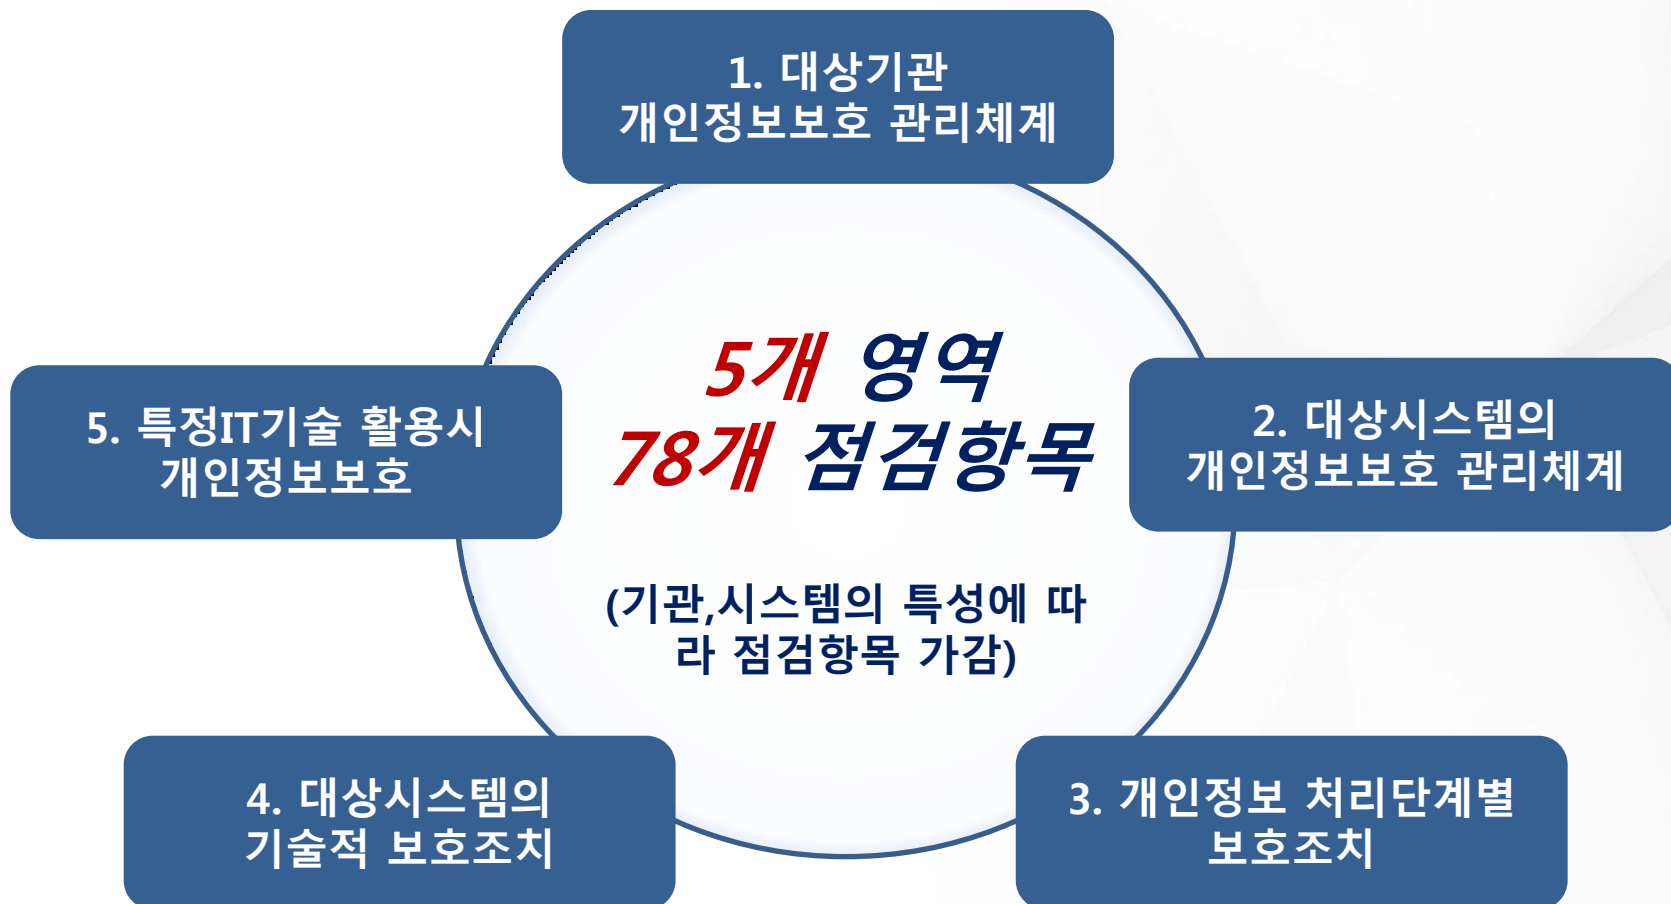 1. 대상기관
개인정보보호 관리체계
5개 영역
78개 점검항목
(기관,시스템의 특성에 따
라 점검항목 가감)
2. 대상시스템의
개인정보보호 관리체계
3. 개인정보 처리단계별
보호조치
4. 대상시스템의
기술적 보호조치
5. 특정IT기술 활용시
개인정보보호